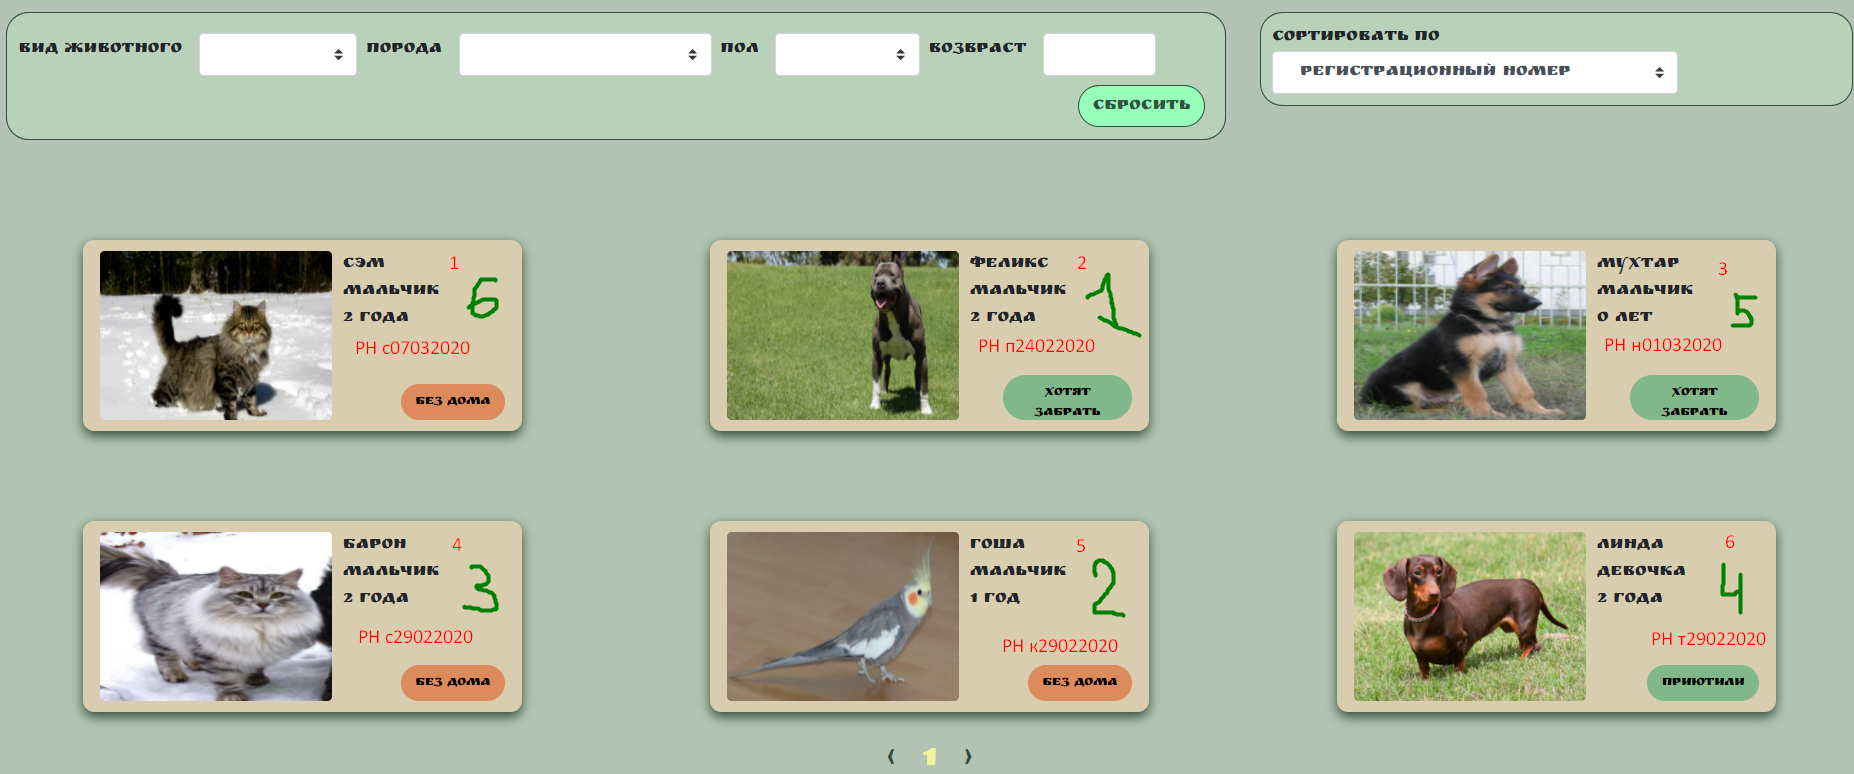 вид животного порода пол возвраст
сбросить
сортировать по
регистрационный номер
сэм 1
мальчик 6
2 года
РН с07032020
без дома
феликс 2
мальчик 1
2 года
РН п24022020
хотят
забрать
мухтар 3
мальчик 5
0 лет
РН н01032020
хотят
забрать
барон 4
мальчик 3
2 года
РН с29022020
без дома
гоша 5
мальчик 2
1 год
РН к29022020
без дома
линда 6
девочка 4
2 года
РН т29022020
приютили
‹ 1 ›